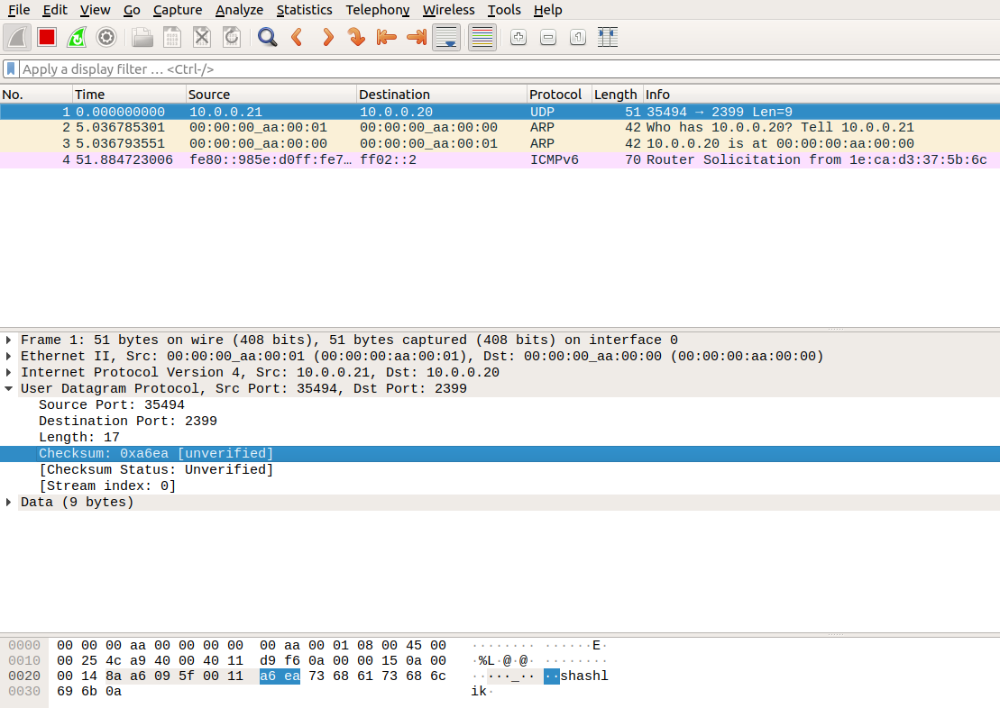 File Edit View Go Capture Analyze Statistics Telephony Wireless Tools Help
Apply a display filter … <Ctrl-/>
No. Time Source Destination Protocol Length Info
1 0.000000000 10.0.0.21 10.0.0.20 UDP 51 35494 → 2399 Len=9
2 5.036785301 00:00:00_aa:00:01 00:00:00_aa:00:00 ARP 42 Who has 10.0.0.20? Tell 10.0.0.21
3 5.036793551 00:00:00_aa:00:00 00:00:00_aa:00:01 ARP 42 10.0.0.20 is at 00:00:00:aa:00:00
4 51.884723006 fe80::985e:d0ff:fe7… ff02::2 ICMPv6 70 Router Solicitation from 1e:ca:d3:37:5b:6c
Frame 1: 51 bytes on wire (408 bits), 51 bytes captured (408 bits) on interface 0
Ethernet II, Src: 00:00:00_aa:00:01 (00:00:00:aa:00:01), Dst: 00:00:00_aa:00:00 (00:00:00:aa:00:00)
Internet Protocol Version 4, Src: 10.0.0.21, Dst: 10.0.0.20
User Datagram Protocol, Src Port: 35494, Dst Port: 2399
Source Port: 35494
Destination Port: 2399
Length: 17
Checksum: 0xa6ea [unverified]
[Checksum Status: Unverified]
[Stream index: 0]
Data (9 bytes)
0000 00 00 00 aa 00 00 00 00 00 aa 00 01 08 00 45 00 ········ ······E·
0010 00 25 4c a9 40 00 40 11 d9 f6 0a 00 00 15 0a 00 ·%L·@·@· ········
0020 00 14 8a a6 09 5f 00 11 a6 ea 73 68 61 73 68 6c ·····_·· ··shashl
0030 69 6b 0a ik·